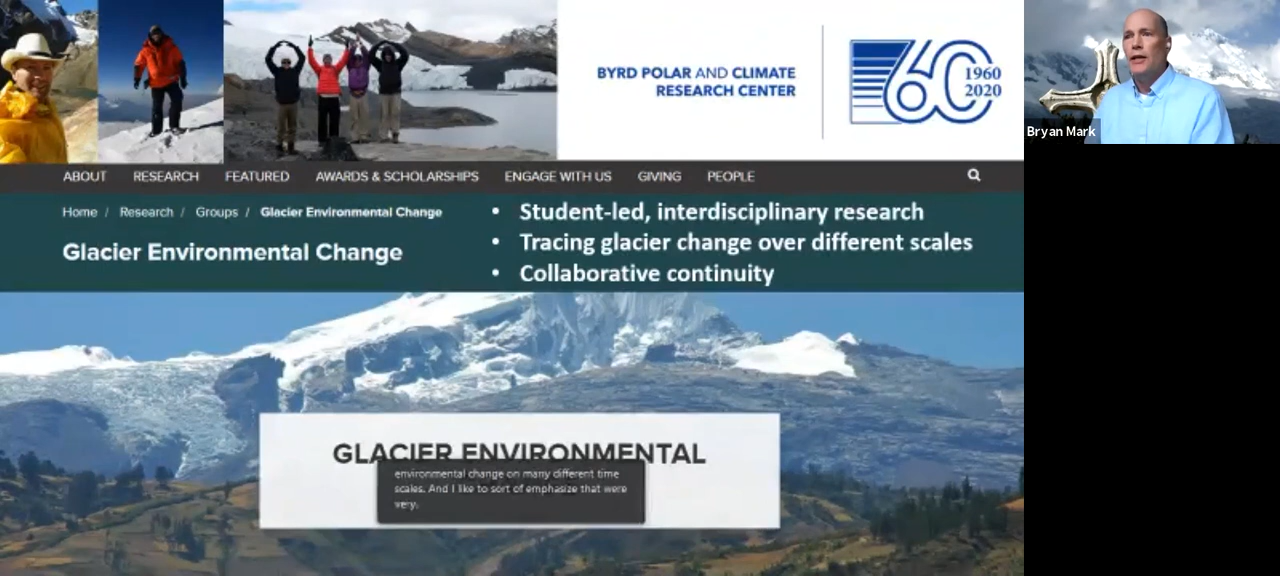 BYRD POLAR AND CLIMATE
RESEARCH CENTER
60
1960
2020
Bryan Mark
ABOUT RESEARCH FEATURED AWARDS & SCHOLARSHIPS ENGAGE WITH US GIVING PEOPLE
Home / Research / Groups / Glacier Environmental Change
Glacier Environmental Change
• Student-led, interdisciplinary research
• Tracing glacier change over different scales
• Collaborative continuity
GLACIER ENVIRONMENTAL
environmental change on many different time
scales. And I like to sort of emphasize that were
very.